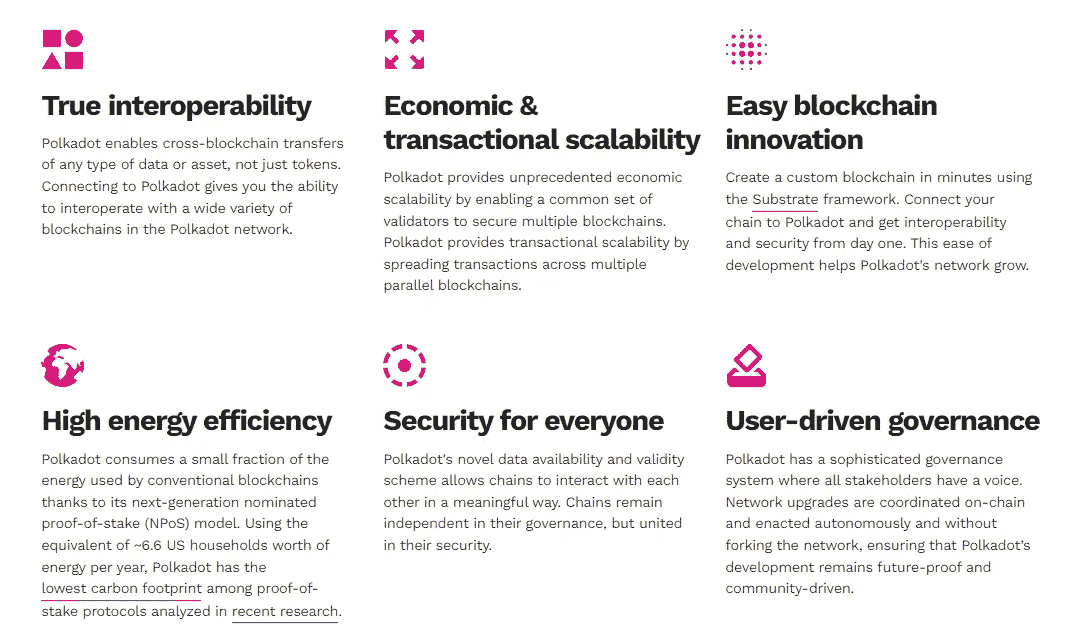 True interoperability
Polkadot enables cross-blockchain transfers
of any type of data or asset, not just tokens.
Connecting to Polkadot gives you the ability
to interoperate with a wide variety of
blockchains in the Polkadot network.
Economic &
transactional scalability
Polkadot provides unprecedented economic
scalability by enabling a common set of
validators to secure multiple blockchains.
Polkadot provides transactional scalability by
spreading transactions across multiple
parallel blockchains.
Easy blockchain
innovation
Create a custom blockchain in minutes using
the Substrate framework. Connect your
chain to Polkadot and get interoperability
and security from day one. This ease of
development helps Polkadot's network grow.
High energy efficiency
Polkadot consumes a small fraction of the
energy used by conventional blockchains
thanks to its next-generation nominated
proof-of-stake (NPoS) model. Using the
equivalent of ~6.6 US households worth of
energy per year, Polkadot has the
lowest carbon footprint among proof-of-
stake protocols analyzed in recent research.
Security for everyone
Polkadot's novel data availability and validity
scheme allows chains to interact with each
other in a meaningful way. Chains remain
independent in their governance, but united
in their security.
User-driven governance
Polkadot has a sophisticated governance
system where all stakeholders have a voice.
Network upgrades are coordinated on-chain
and enacted autonomously and without
forking the network, ensuring that Polkadot's
development remains future-proof and
community-driven.